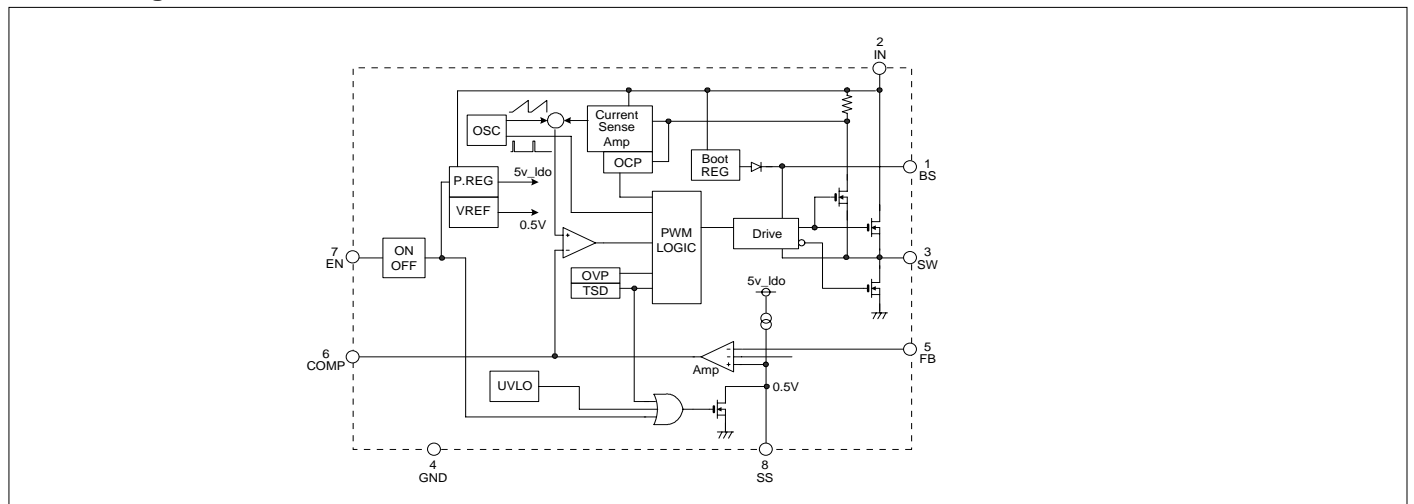 2
IN
OSC
Current
Sense
Amp
OCP
Boot
REG
1
BS
P.REG
5v_ldo
VREF
0.5V
PWM
LOGIC
Drive
7
EN
ON
OFF
3
SW
OVP
TSD
5v_ldo
+
−
6
COMP
Amp
−
−
+
5
FB
UVLO
0.5V
4
GND
8
SS